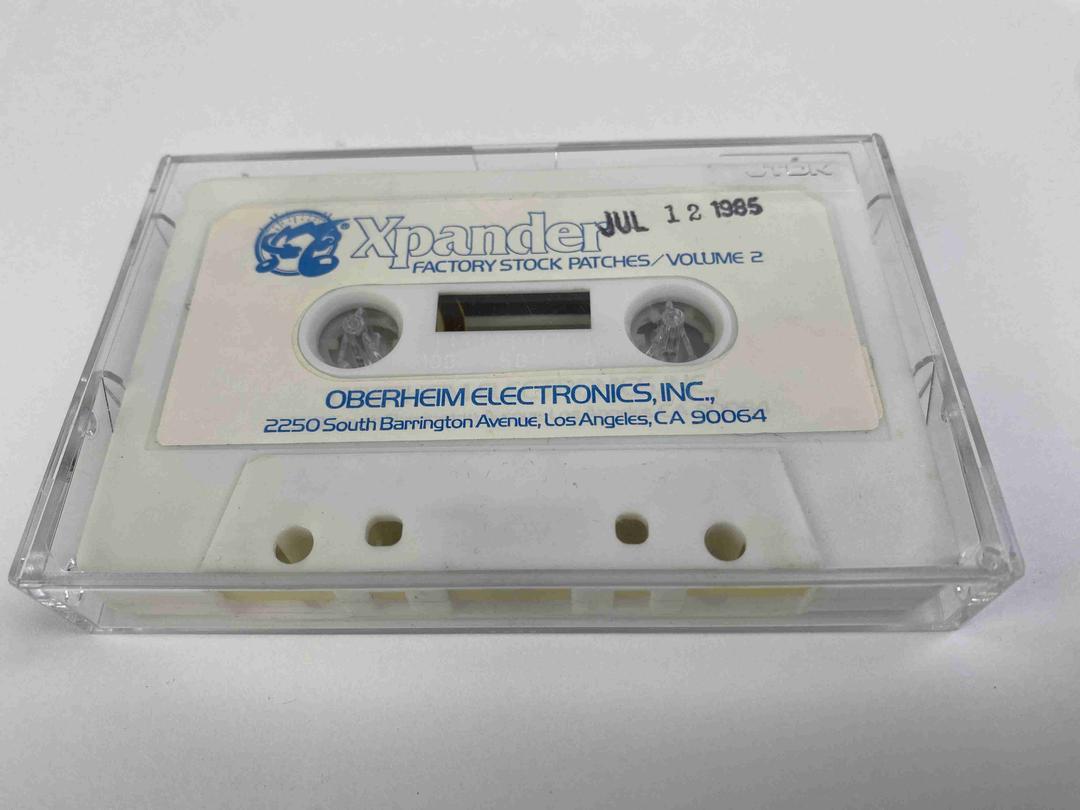 TDK
Xpander JUL 12 1985
FACTORY STOCK PATCHES/VOLUME 2
OBERHEIM ELECTRONICS, INC.,
2250 South Barrington Avenue, Los Angeles, CA 90064